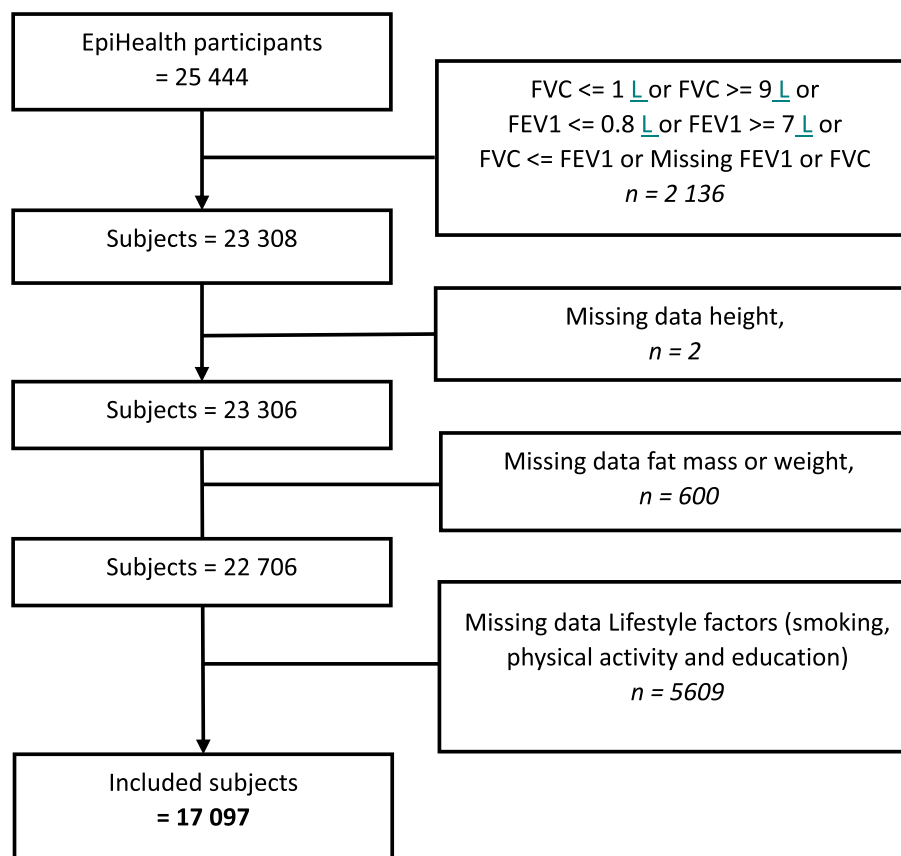 EpiHealth participants
= 25 444
FVC <= 1 L or FVC >= 9 L or
FEV1 <= 0.8 L or FEV1 >= 7 L or
FVC <= FEV1 or Missing FEV1 or FVC
n = 2 136
Subjects = 23 308
Missing data height,
n = 2
Subjects = 23 306
Missing data fat mass or weight,
n = 600
Subjects = 22 706
Missing data Lifestyle factors (smoking,
physical activity and education)
n = 5609
Included subjects
= 17 097